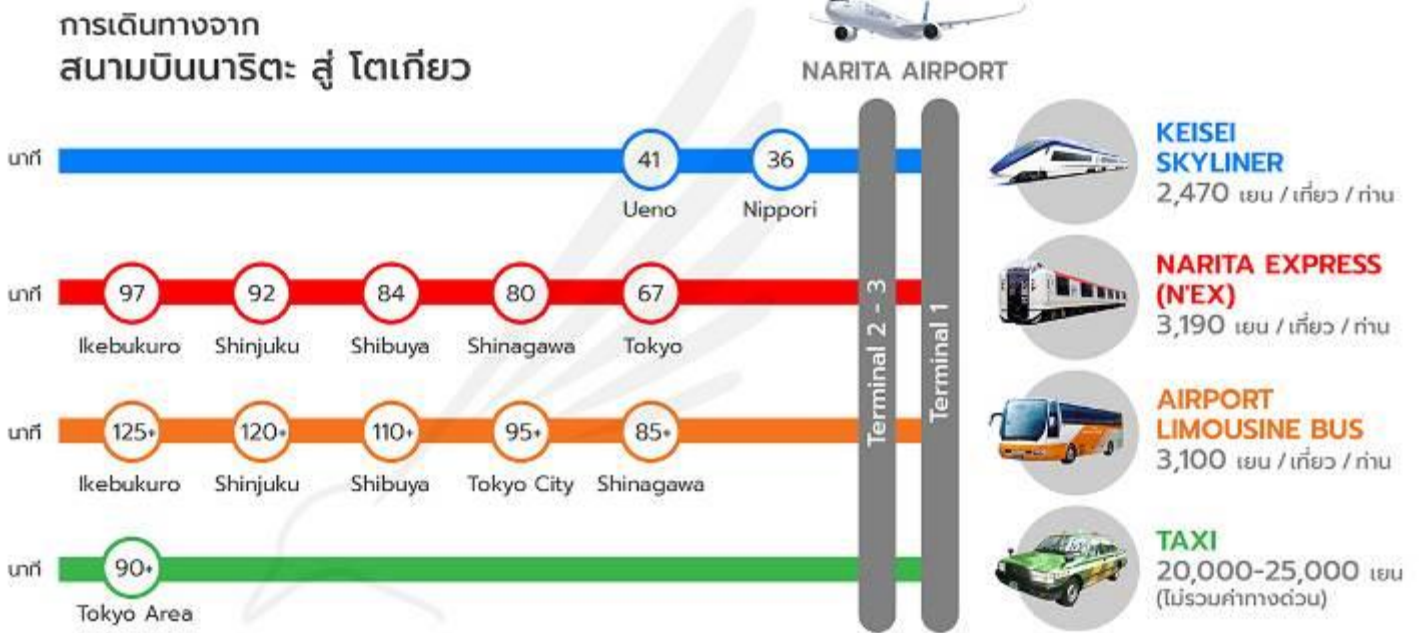 การเดินทางจาก
สนามบินนาริตะ สู่ โตเกียว
NARITA AIRPORT
นาที
41
36
Ueno
Nippori
KEISEI
SKYLINER
2,470 เยน / เที่ยว / ท่าน
นาที
97
92
84
80
67
Ikebukuro
Shinjuku
Shibuya
Shinagawa
Tokyo
NARITA EXPRESS
(N'EX)
3,190 เยน / เที่ยว / ท่าน
นาที
125+
120+
110+
95+
85+
Ikebukuro
Shinjuku
Shibuya
Tokyo City
Shinagawa
AIRPORT
LIMOUSINE BUS
3,100 เยน / เที่ยว / ท่าน
นาที
90+
Tokyo Area
TAXI
20,000-25,000 เยน
(ไม่รวมค่าทางด่วน)
Terminal 2 - 3
Terminal 1